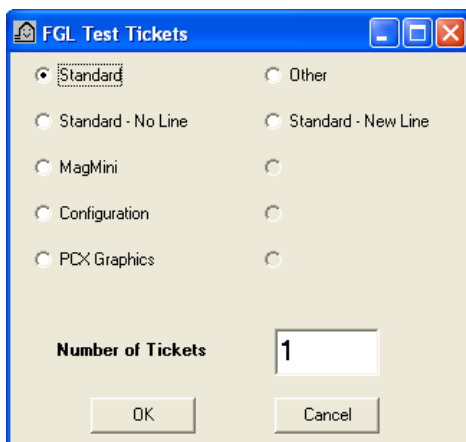 FGL Test Tickets
Standard
Other
Standard - No Line
Standard - New Line
MagMini
Configuration
PCX Graphics
Number of Tickets
1
OK
Cancel